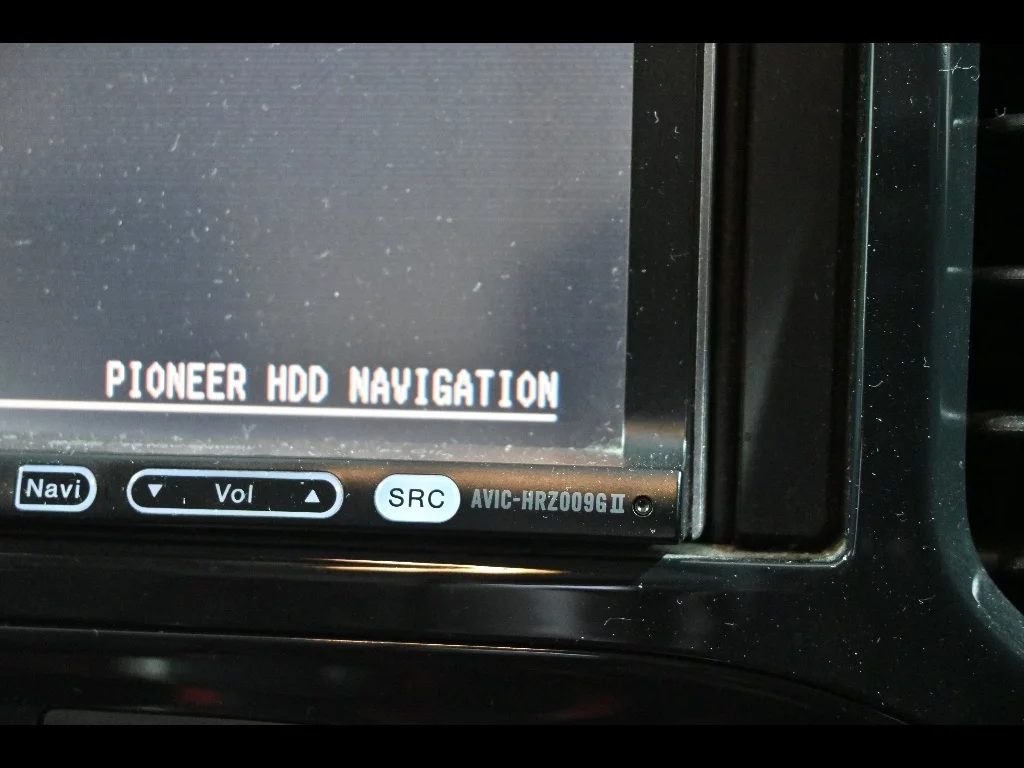 PIONEER HDD NAVIGATION
Navi ▼ Vol ▲ SRC AVIC-HRZ009GⅡ